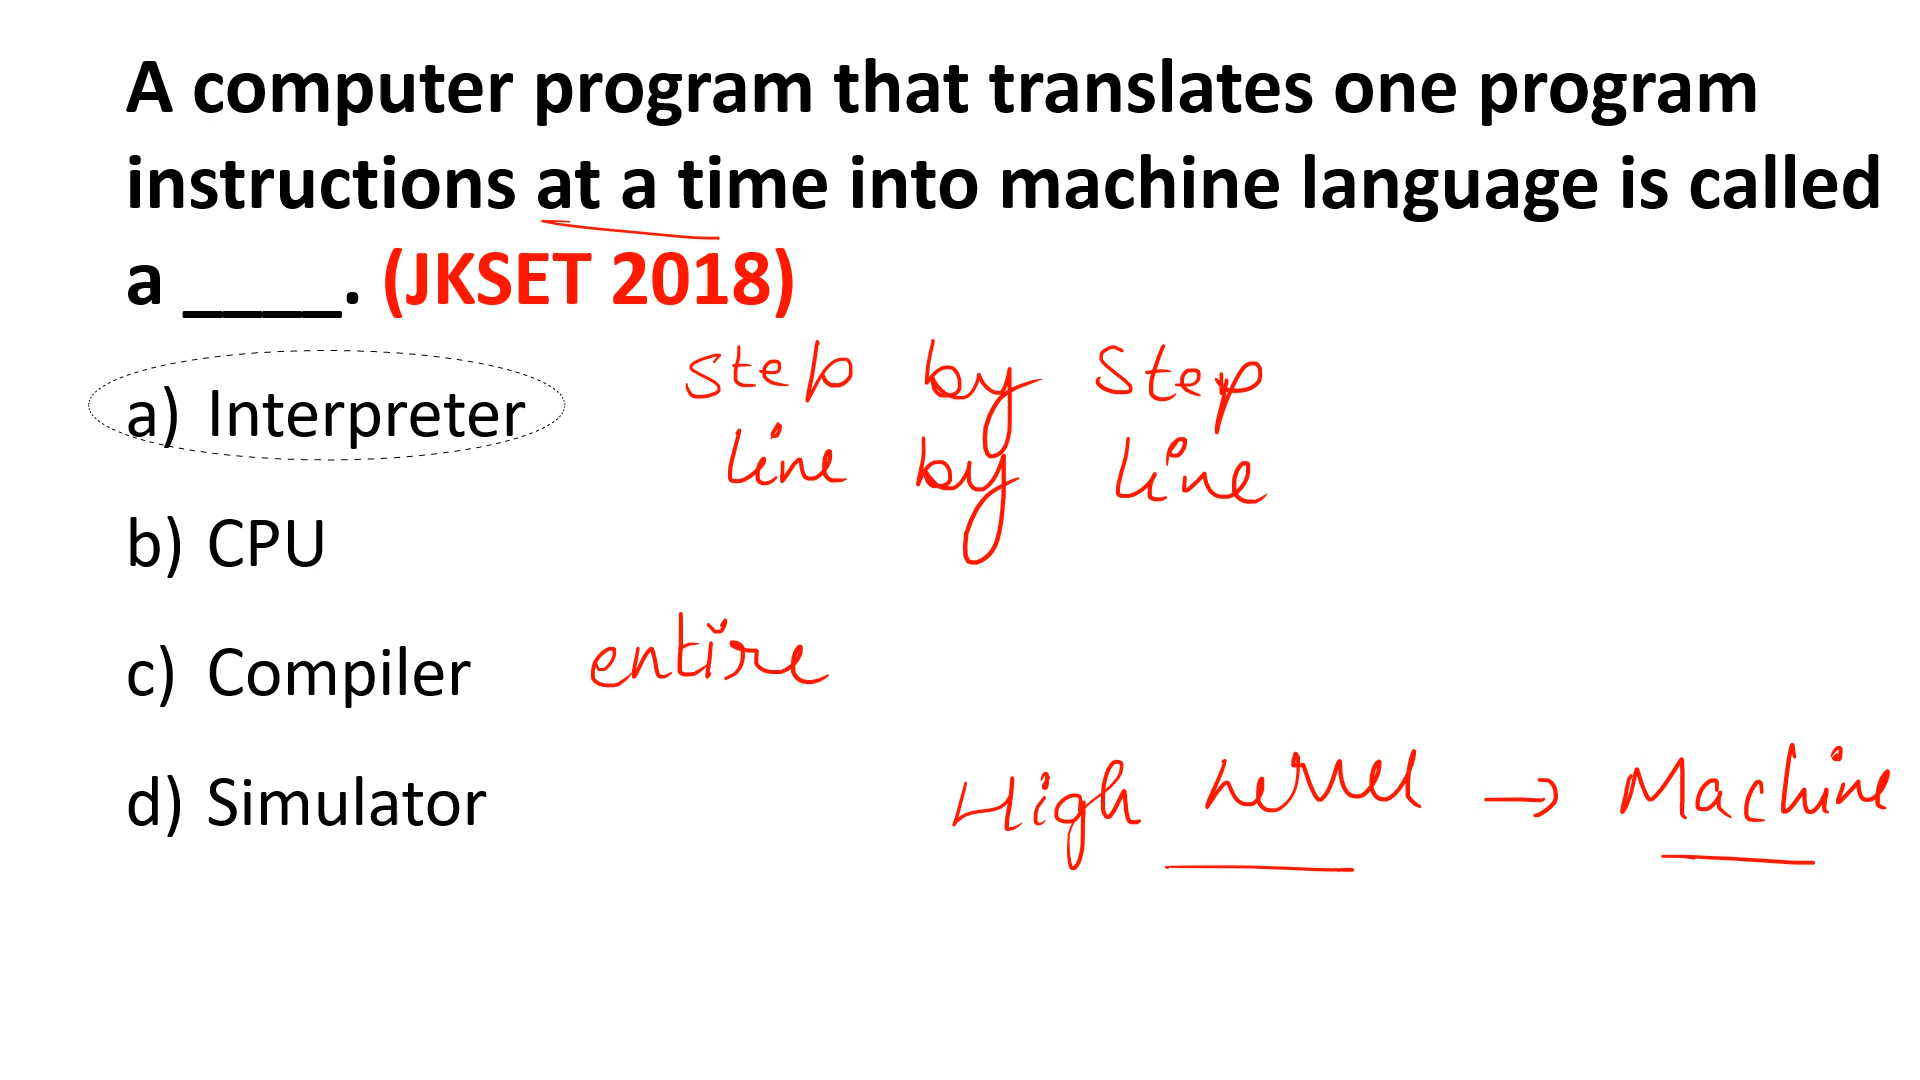 A computer program that translates one program
instructions at a time into machine language is called
a ____. (JKSET 2018)
a) Interpreter
step by Step
line by line
b) CPU
c) Compiler
entire
d) Simulator
High level → Machine